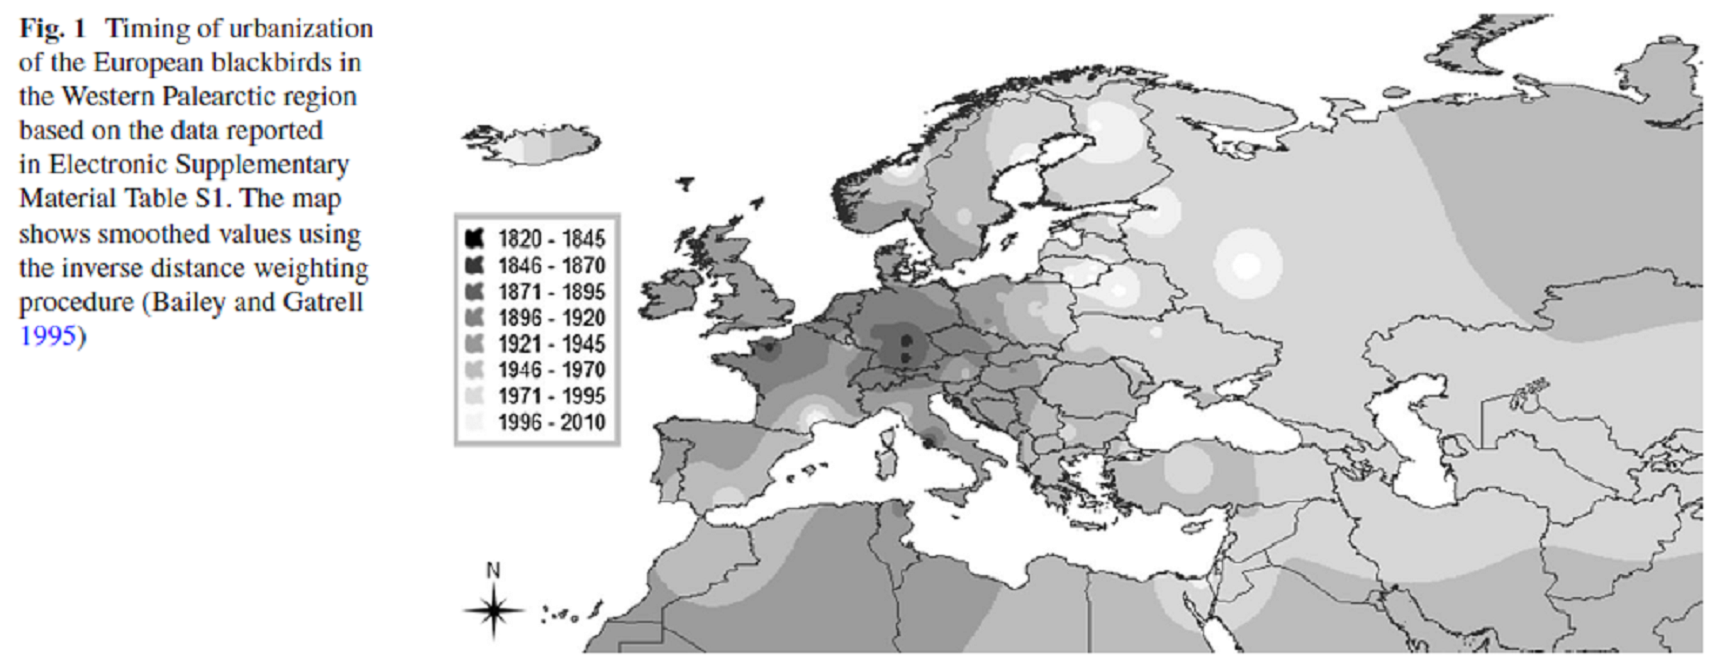 Fig. 1 Timing of urbanization
of the European blackbirds in
the Western Palearctic region
based on the data reported
in Electronic Supplementary
Material Table S1. The map
shows smoothed values using
the inverse distance weighting
procedure (Bailey and Gatrell
1995)
1820 - 1845
1846 - 1870
1871 - 1895
1896 - 1920
1921 - 1945
1946 - 1970
1971 - 1995
1996 - 2010
N